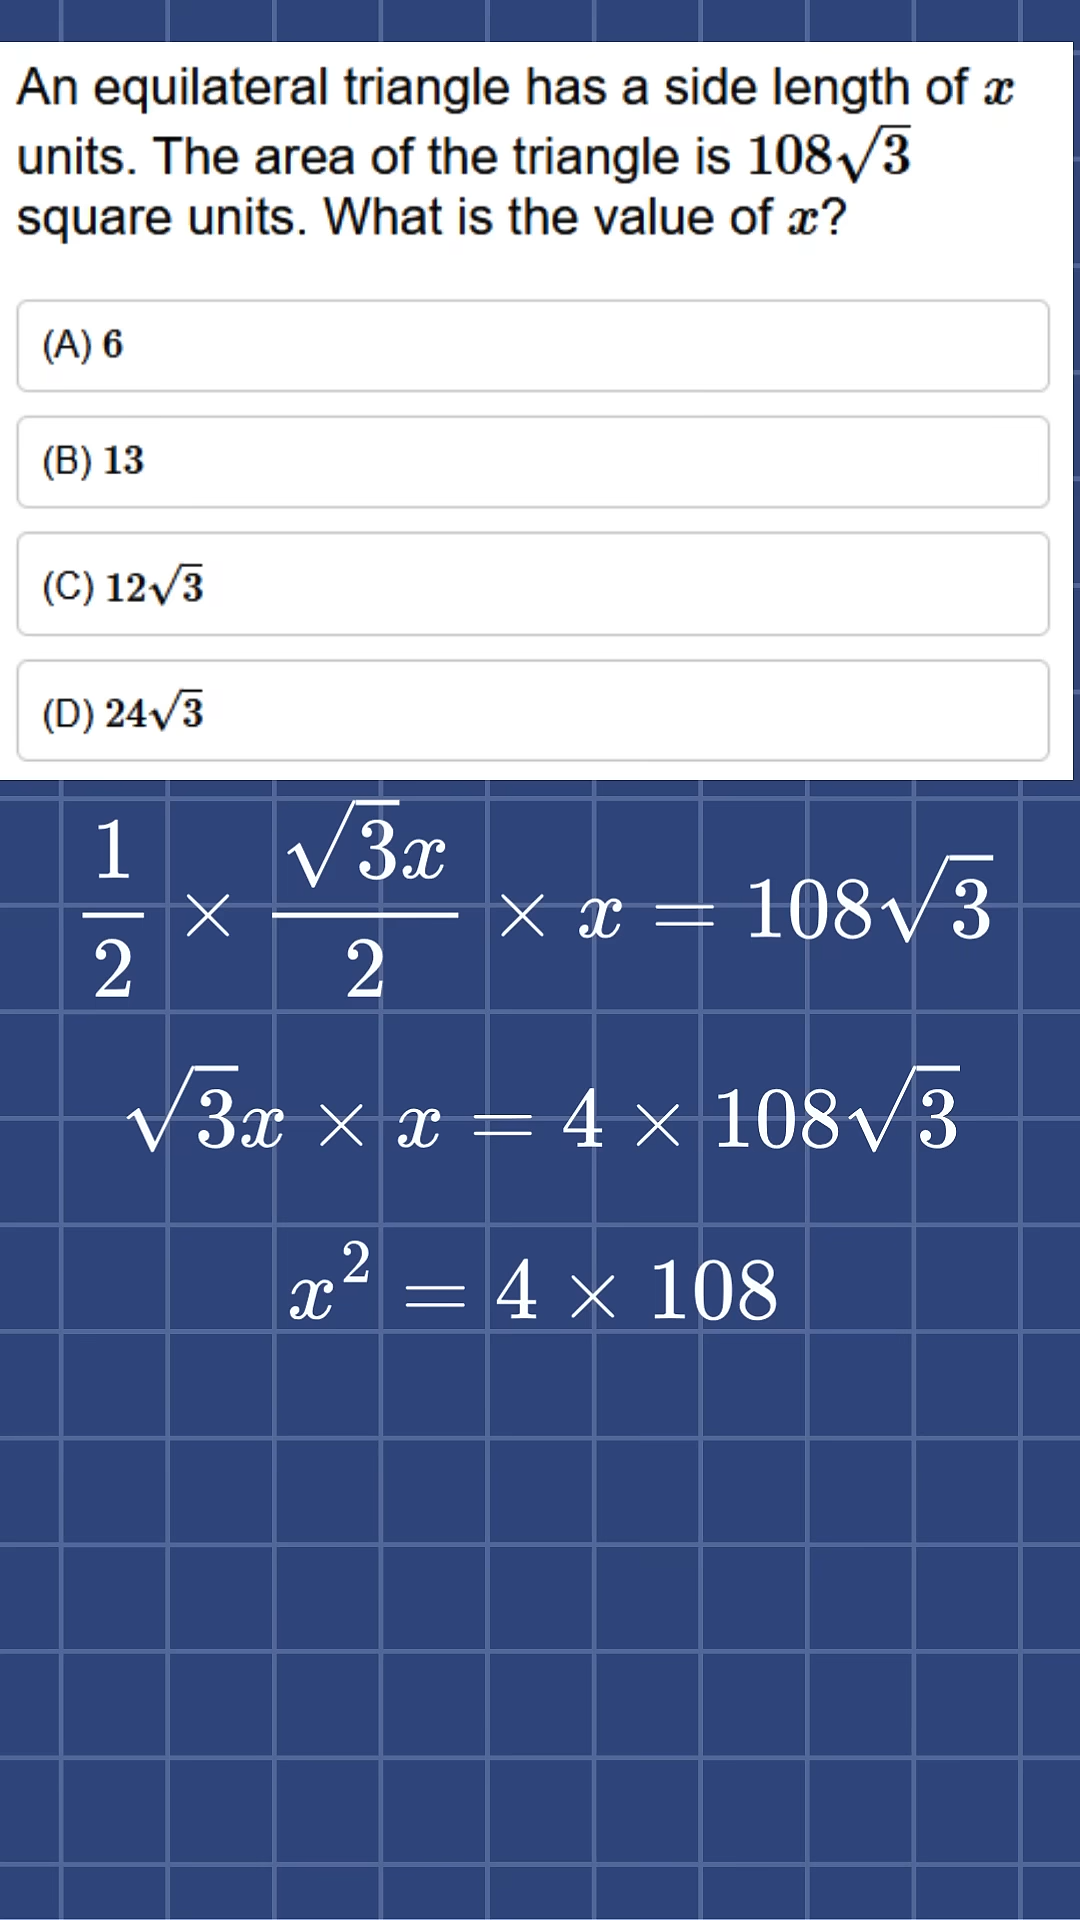 An equilateral triangle has a side length of x
units. The area of the triangle is 108√3
square units. What is the value of x?
(A) 6
(B) 13
(C) 12√3
(D) 24√3
1/2 × √3x/2 × x = 108√3
√3x × x = 4 × 108√3
x² = 4 × 108